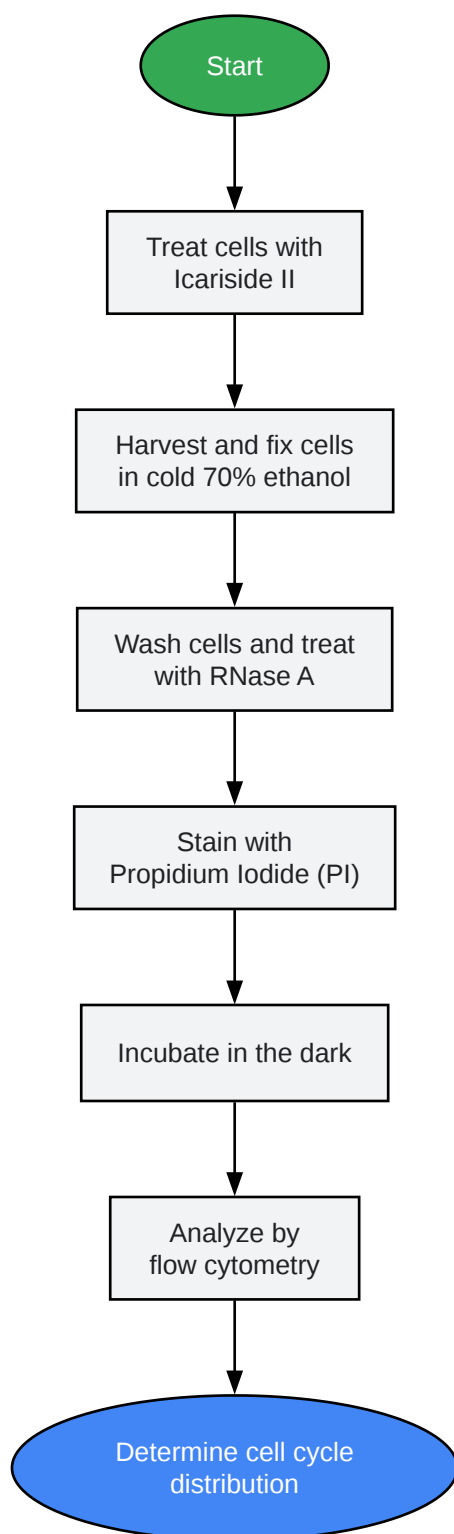 Start
Treat cells with
Icariside II
Harvest and fix cells
in cold 70% ethanol
Wash cells and treat
with RNase A
Stain with
Propidium Iodide (PI)
Incubate in the dark
Analyze by
flow cytometry
Determine cell cycle
distribution